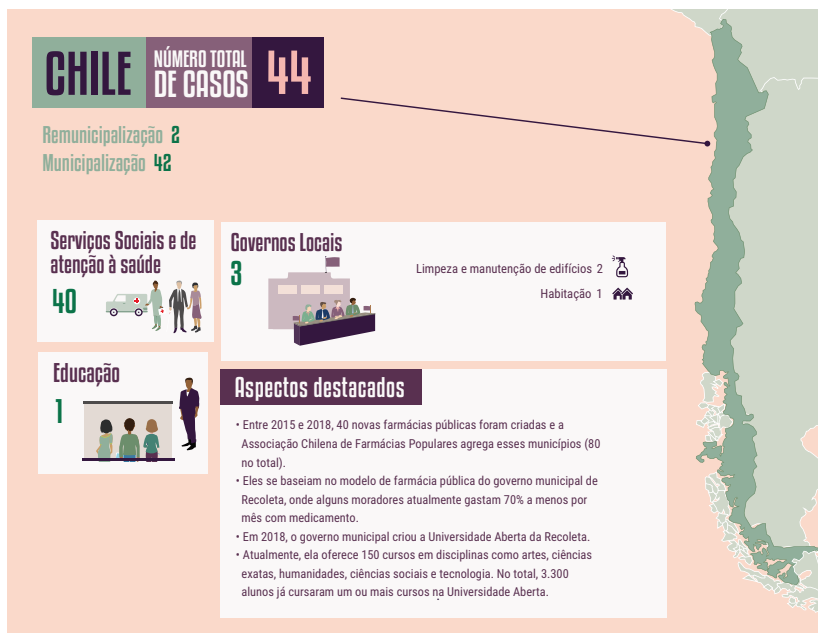 CHILE
NÚMERO TOTAL
DE CASOS
44
Remunicipalização 2
Municipalização 42
Serviços Sociais e de
atenção à saúde
40
Governos Locais
3
Limpeza e manutenção de edifícios 2
Habitação 1
Educação
1
Aspectos destacados
• Entre 2015 e 2018, 40 novas farmácias públicas foram criadas e a
Associação Chilena de Farmácias Populares agrega esses municípios (80
no total).
• Eles se baseiam no modelo de farmácia pública do governo municipal de
Recoleta, onde alguns moradores atualmente gastam 70% a menos por
mês com medicamento.
• Em 2018, o governo municipal criou a Universidade Aberta da Recoleta.
• Atualmente, ela oferece 150 cursos em disciplinas como artes, ciências
exatas, humanidades, ciências sociais e tecnologia. No total, 3.300
alunos já cursaram um ou mais cursos na Universidade Aberta.